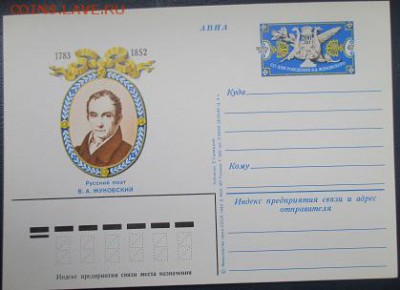 COINS.LAVE.RU
АВИА
1783 1852
Русский поэт
В. А. ЖУКОВСКИЙ
Куда
Кому
Индекс предприятия связи и адрес
отправителя
Индекс предприятия связи места назначения